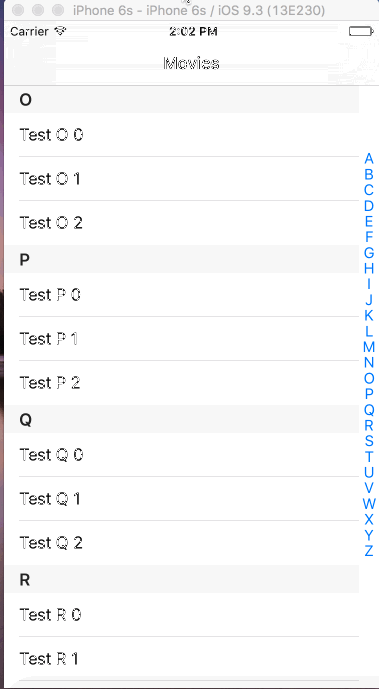 iPhone 6s - iPhone 6s / iOS 9.3 (13E230)
Carrier 2:02 PM
Movies
O
Test O 0
Test O 1
Test O 2
P
Test P 0
Test P 1
Test P 2
Q
Test Q 0
Test Q 1
Test Q 2
R
Test R 0
Test R 1
A
B
C
D
E
F
G
H
I
J
K
L
M
N
O
P
Q
R
S
T
U
V
W
X
Y
Z